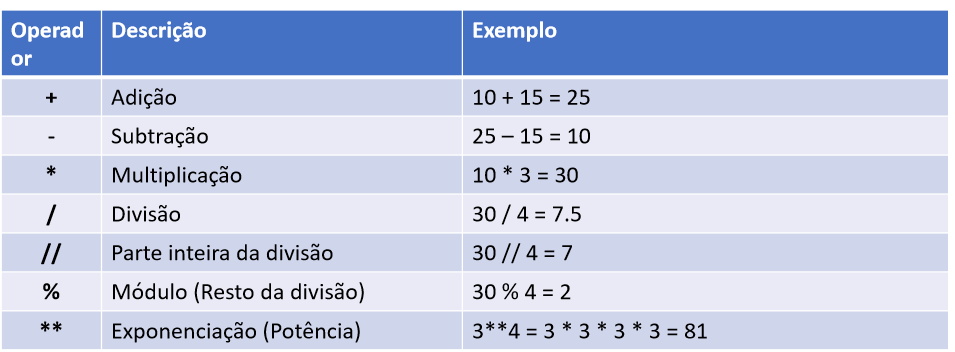 Operad
or Descrição Exemplo
+ Adição 10 + 15 = 25
- Subtração 25 – 15 = 10
* Multiplicação 10 * 3 = 30
/ Divisão 30 / 4 = 7.5
// Parte inteira da divisão 30 // 4 = 7
% Módulo (Resto da divisão) 30 % 4 = 2
** Exponenciação (Potência) 3**4 = 3 * 3 * 3 * 3 = 81